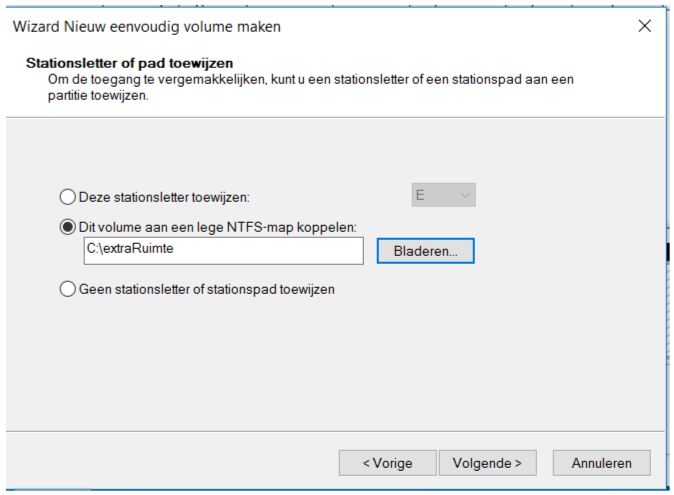 Wizard Nieuw eenvoudig volume maken
Stationsletter of pad toewijzen
Om de toegang te vergemakkelijken, kunt u een stationsletter of een stationspad aan een
partitie toewijzen.
Deze stationsletter toewijzen:
E
Dit volume aan een lege NTFS-map koppelen:
C:\extraRuimte
Bladeren...
Geen stationsletter of stationspad toewijzen
< Vorige
Volgende >
Annuleren